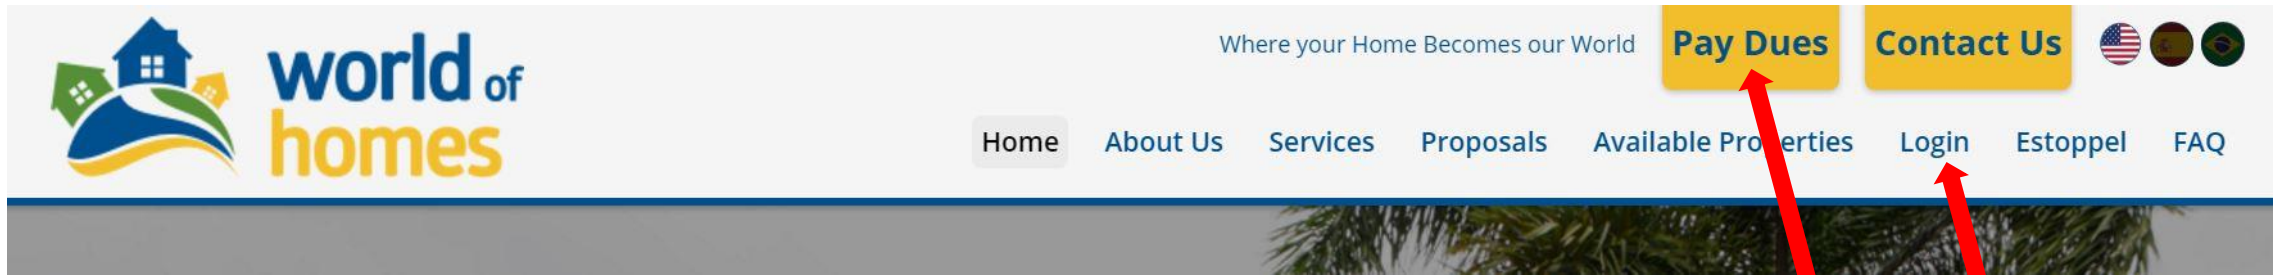 world of
homes
Where your Home Becomes our World
Pay Dues
Contact Us
Home About Us Services Proposals Available Properties Login Estoppel FAQ